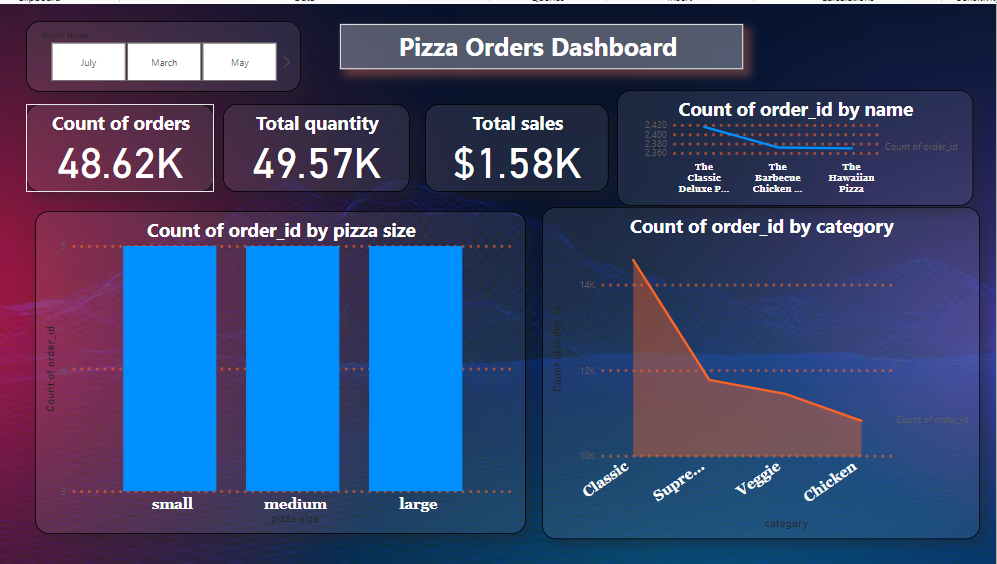 Month Name
July
March
May
Pizza Orders Dashboard
Count of orders
48.62K
Total quantity
49.57K
Total sales
$1.58K
Count of order_id by name
2,420
2,400
2,380
2,360
Count of order_id
The
Classic
Deluxe P...
The
Barbecue
Chicken ...
The
Hawaiian
Pizza
Count of order_id by pizza size
Count of order_id
3
4
3
small
medium
large
pizza size
Count of order_id by category
Count of order_id
14K
12K
10K
Count of order_id
Classic
Supre...
Veggie
Chicken
category